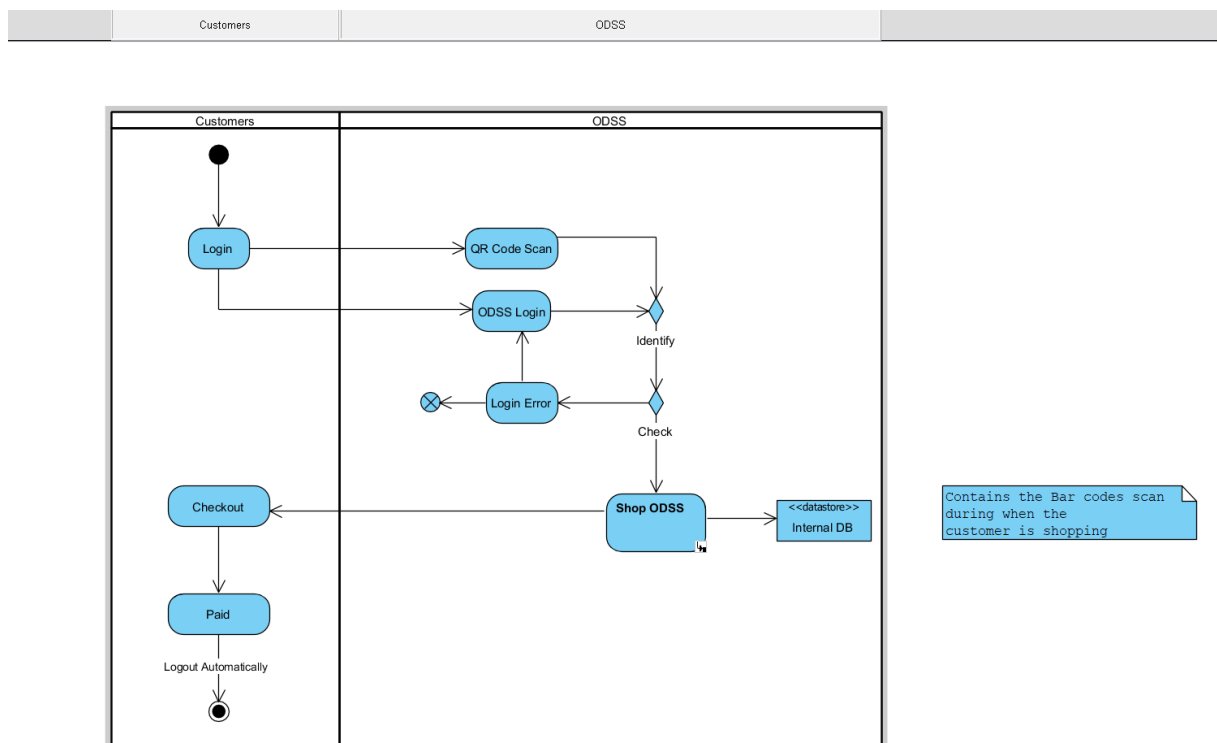 Customers
ODSS
Customers
ODSS
Login
QR Code Scan
ODSS Login
Identify
Login Error
Check
Checkout
Shop ODSS
<<datastore>>
Internal DB
Contains the Bar codes scan
during when the
customer is shopping
Paid
Logout Automatically